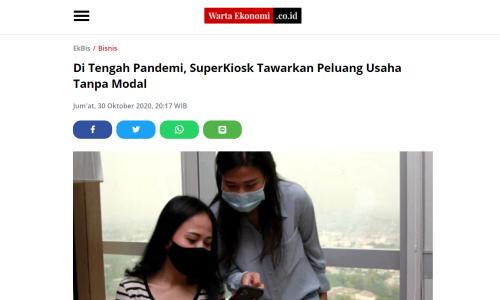 Warta Ekonomi .co.id
EkBis / Bisnis
Di Tengah Pandemi, SuperKiosk Tawarkan Peluang Usaha
Tanpa Modal
Jum'at, 30 Oktober 2020, 20:17 WIB